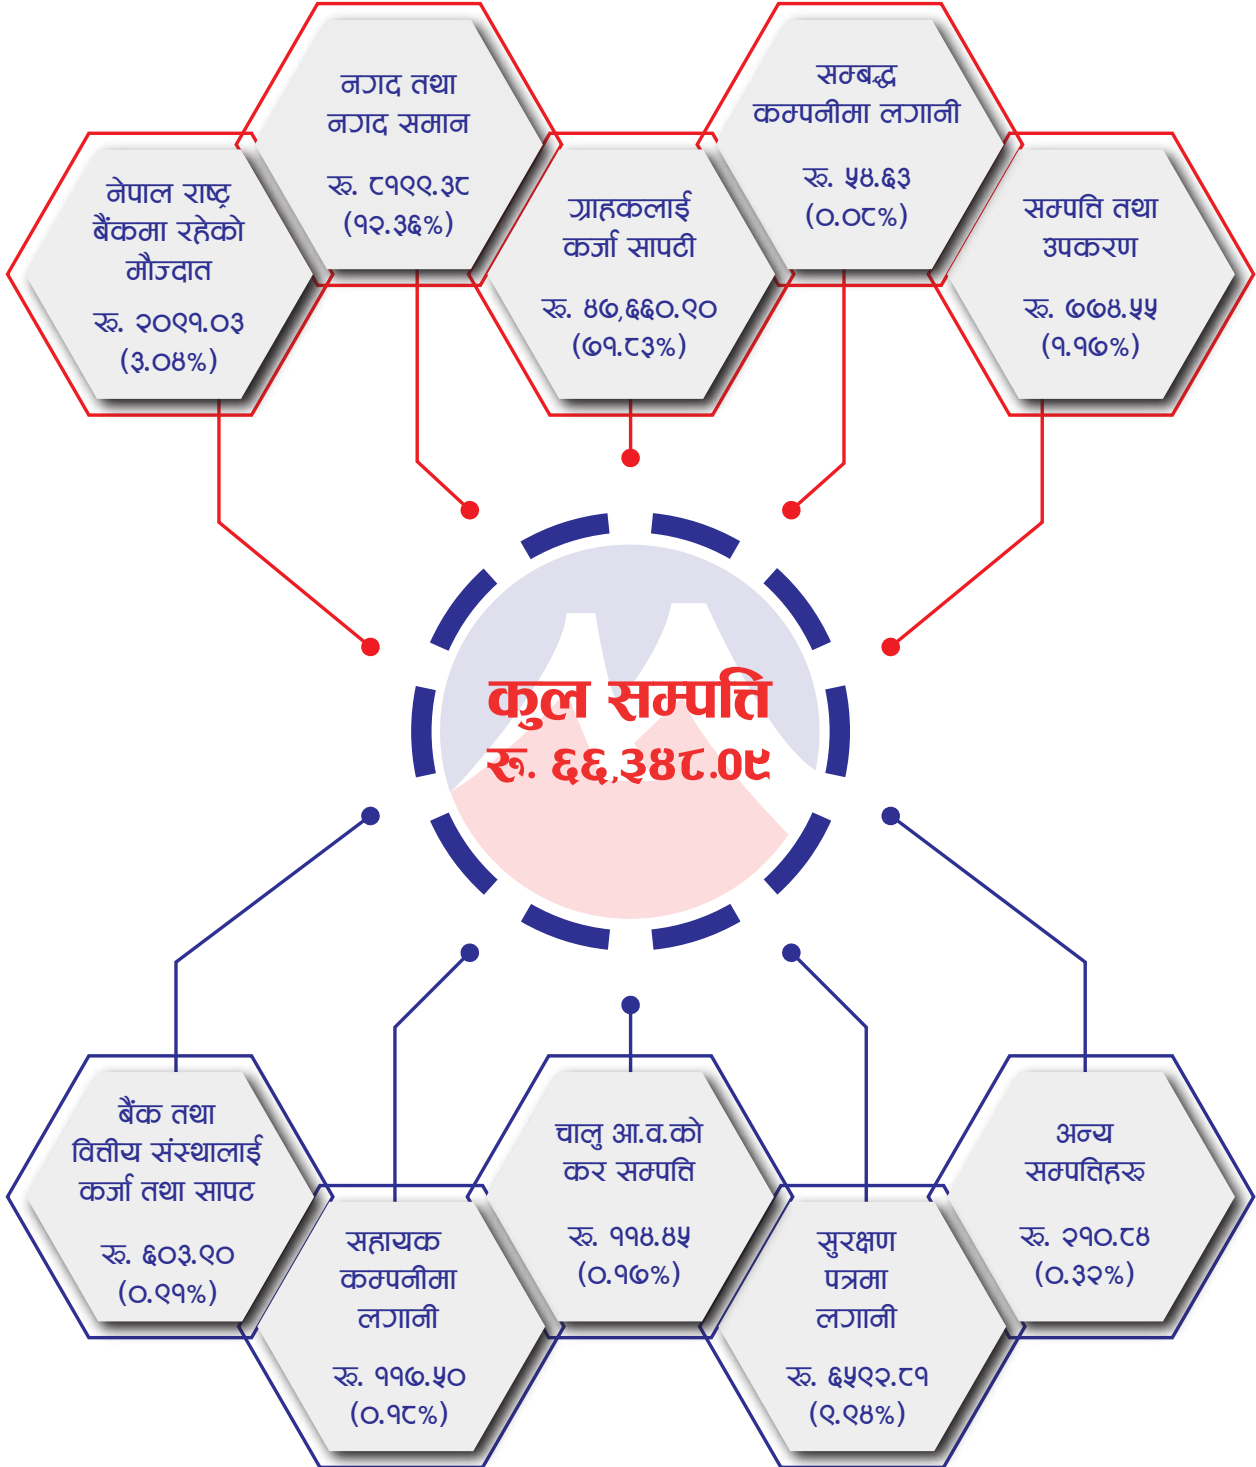 नगद तथा
नगद समान
रु. ८१९९.३८
(१२.३६%)
सम्बद्ध
कम्पनीमा लगानी
रु. ५४.६३
(०.०८%)
नेपाल राष्ट्र
बैंकमा रहेको
मौज्दात
रु. २०९१.०३
(३.०४%)
ग्राहकलाई
कर्जा सापटी
रु. ४७,६६०.९०
(७१.८३%)
सम्पत्ति तथा
उपकरण
रु. ७७४.५५
(१.१७%)
कुल सम्पत्ति
रु. ६६,३४८.०९
बैंक तथा
वित्तीय संस्थालाई
कर्जा तथा सापट
रु. ६०३.९०
(०.९१%)
सहायक
कम्पनीमा
लगानी
रु. ११७.५०
(०.१८%)
चालु आ.व.को
कर सम्पत्ति
रु. ११४.४५
(०.१७%)
सुरक्षण
पत्रमा
लगानी
रु. ६५९२.८१
(९.९४%)
अन्य
सम्पत्तिहरु
रु. २१०.८४
(०.३२%)